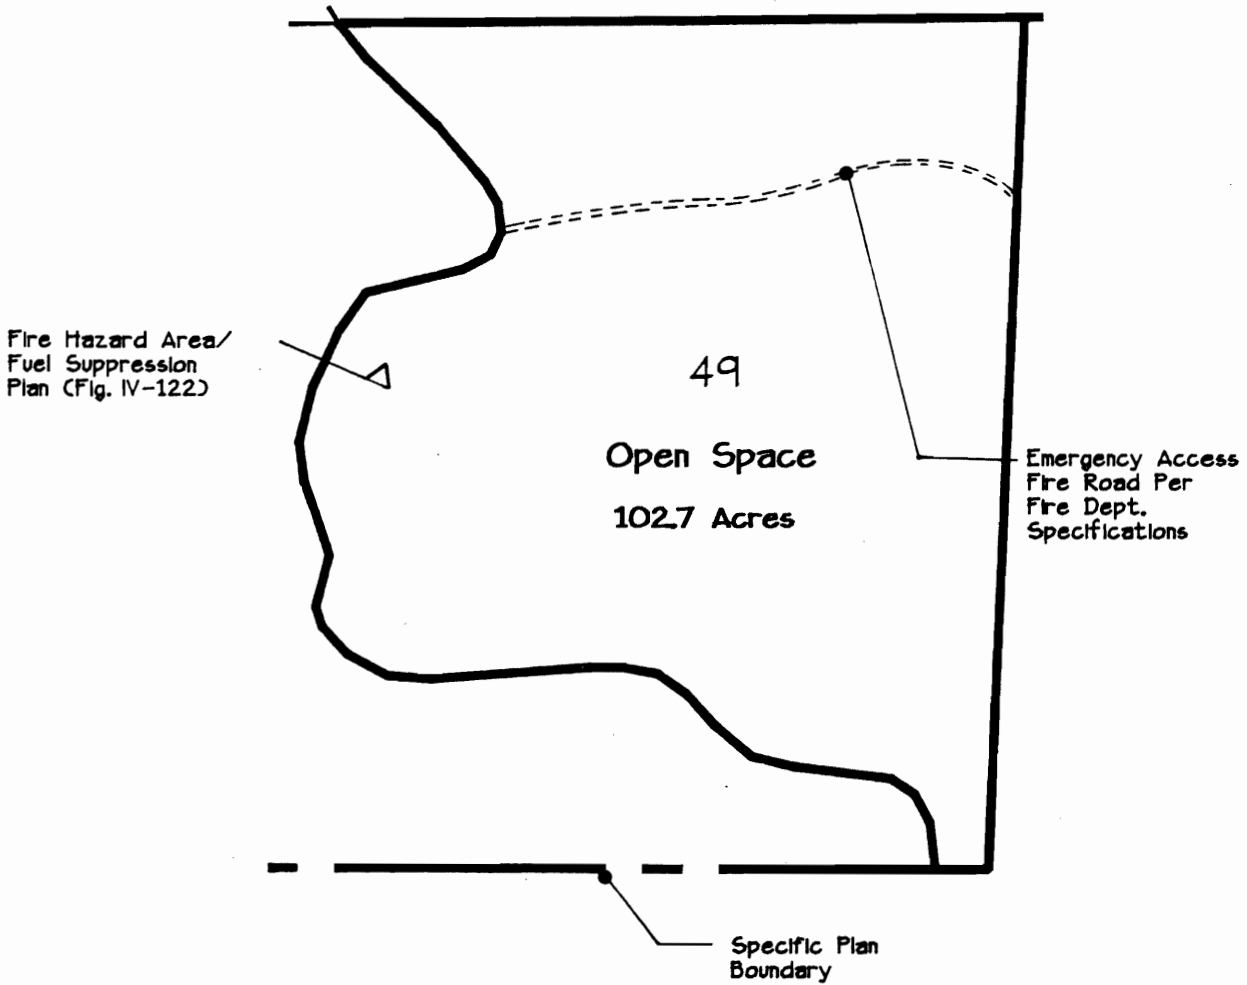 Fire Hazard Area/
Fuel Suppression
Plan (Fig. IV-122)
49
Open Space
102.7 Acres
Emergency Access
Fire Road Per
Fire Dept.
Specifications
Specific Plan
Boundary